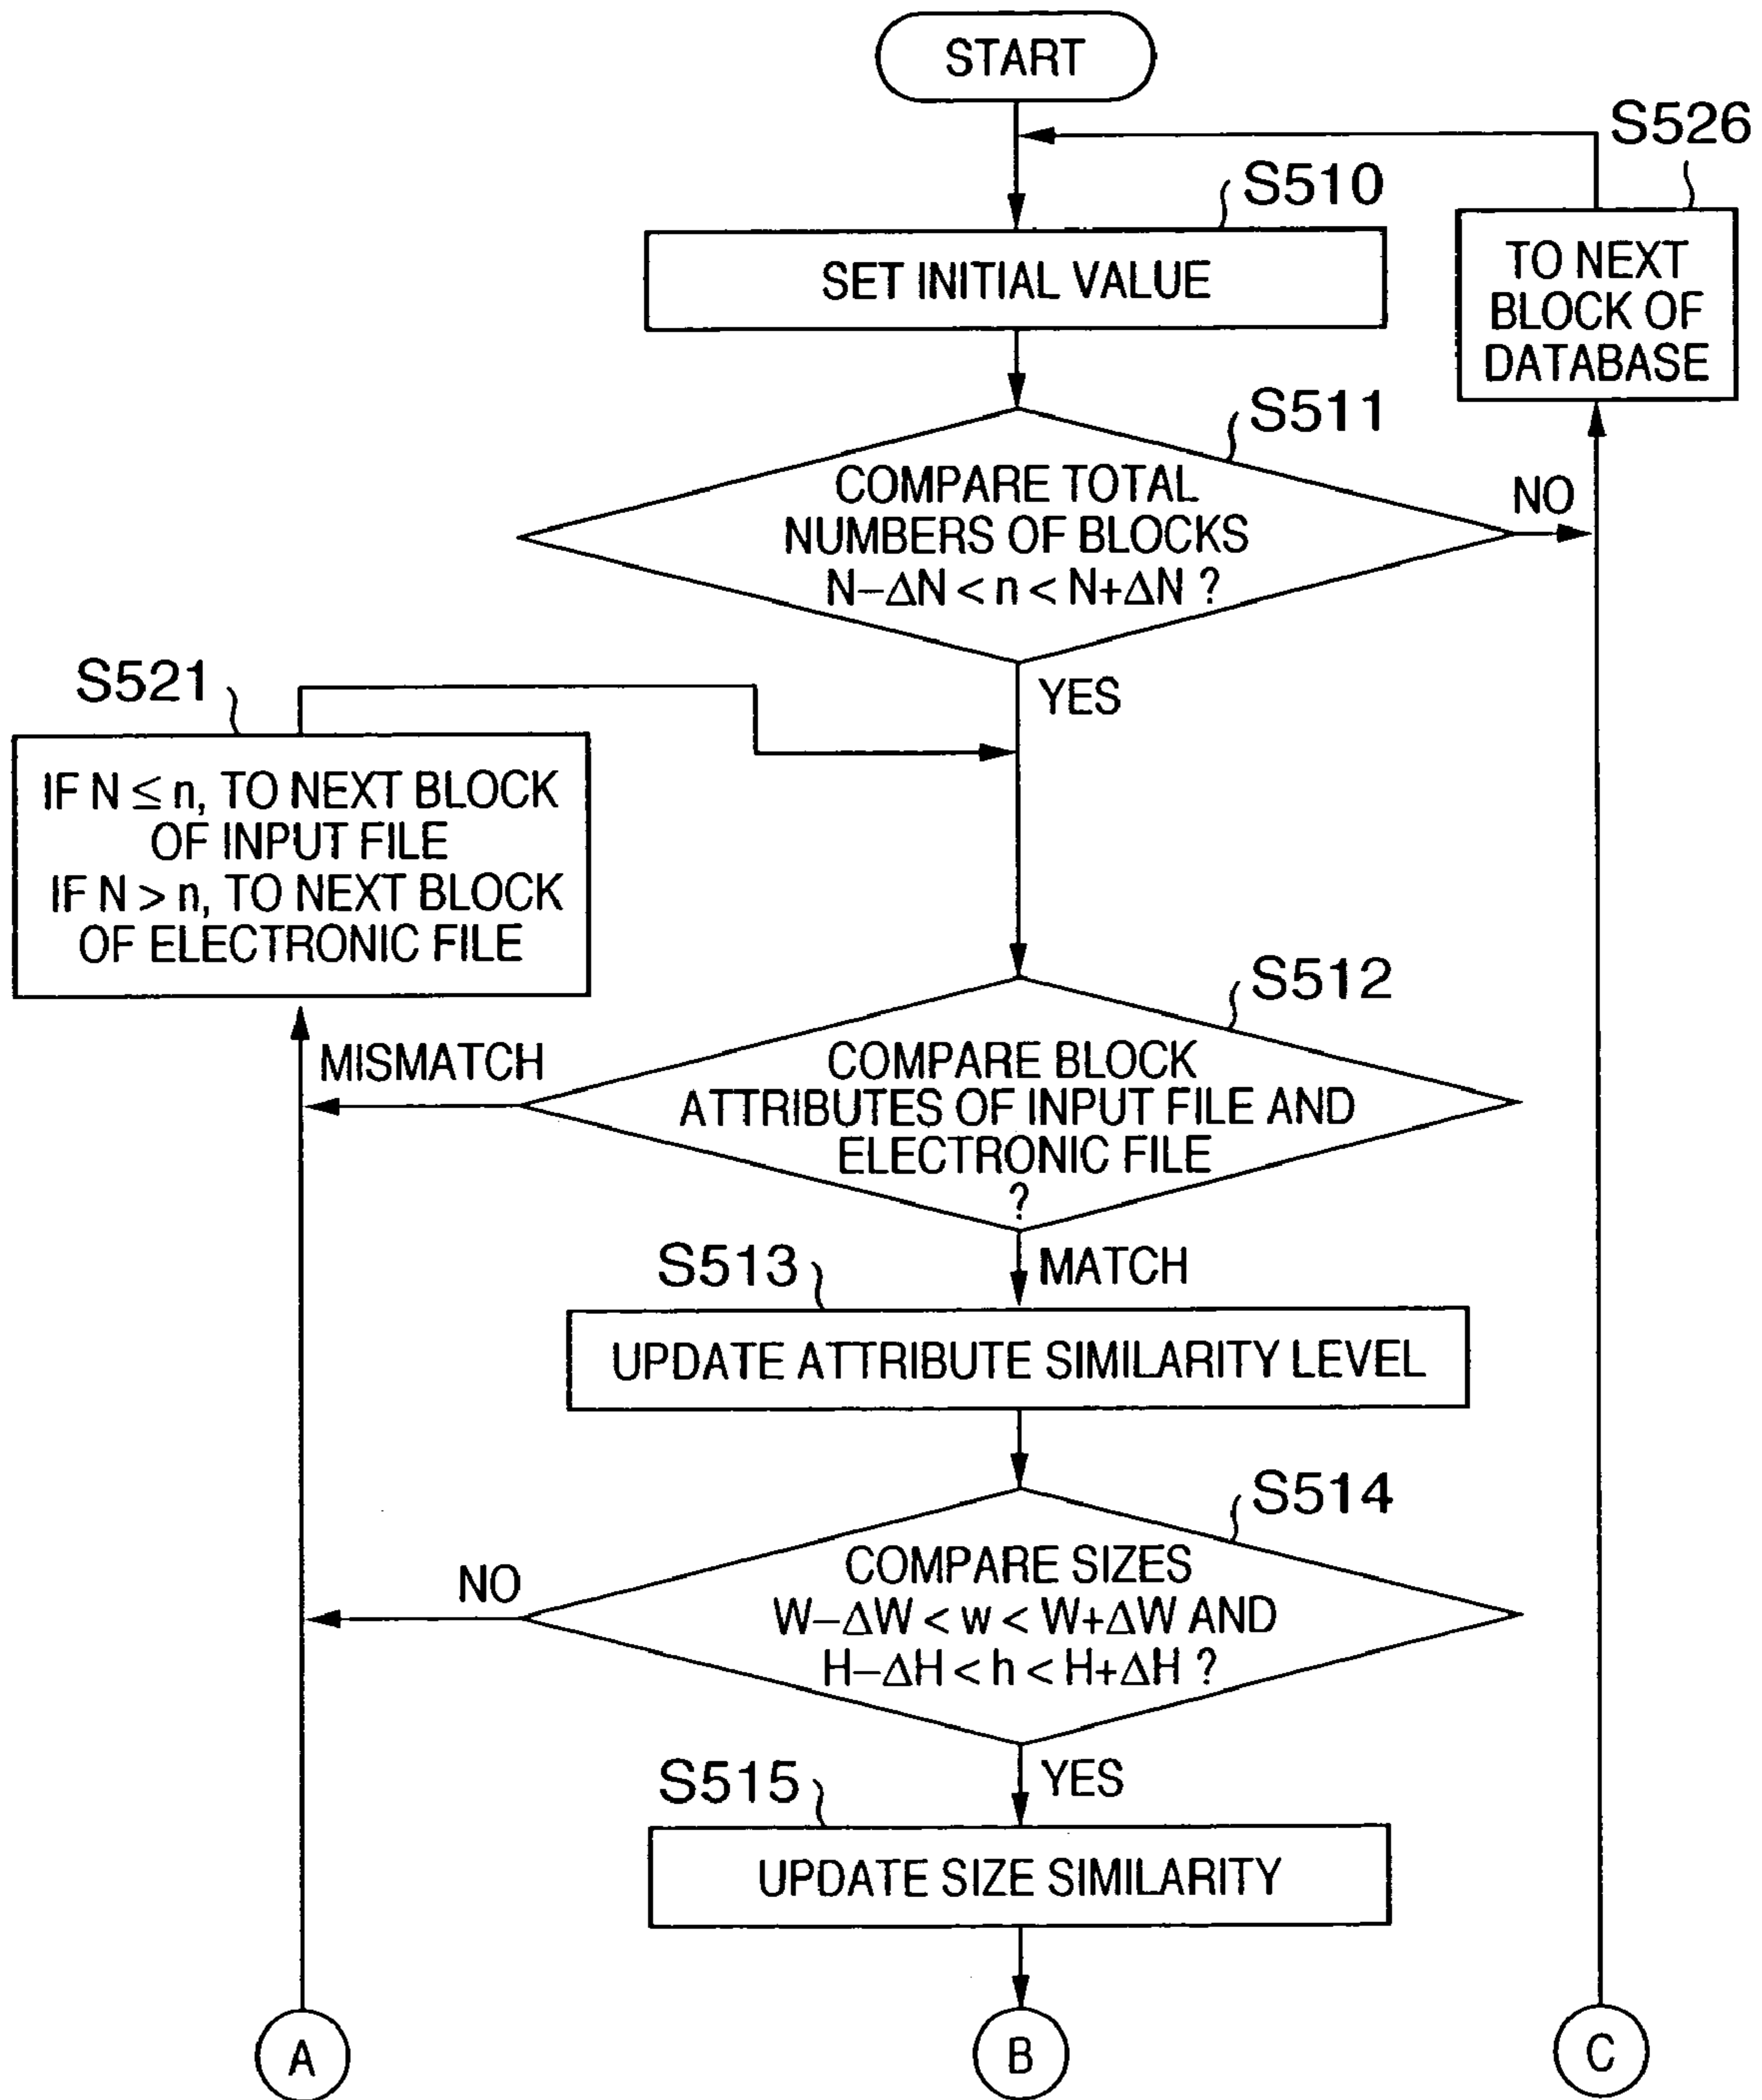 START
S526
S510
SET INITIAL VALUE
TO NEXT
BLOCK OF
DATABASE
S511
COMPARE TOTAL
NUMBERS OF BLOCKS
N−ΔN < n < N+ΔN ?
NO
YES
S521
IF N ≤ n, TO NEXT BLOCK
OF INPUT FILE
IF N > n, TO NEXT BLOCK
OF ELECTRONIC FILE
S512
COMPARE BLOCK
ATTRIBUTES OF INPUT FILE AND
ELECTRONIC FILE
?
MISMATCH
MATCH
S513
UPDATE ATTRIBUTE SIMILARITY LEVEL
S514
COMPARE SIZES
W−ΔW < w < W+ΔW AND
H−ΔH < h < H+ΔH ?
NO
YES
S515
UPDATE SIZE SIMILARITY
A
B
C